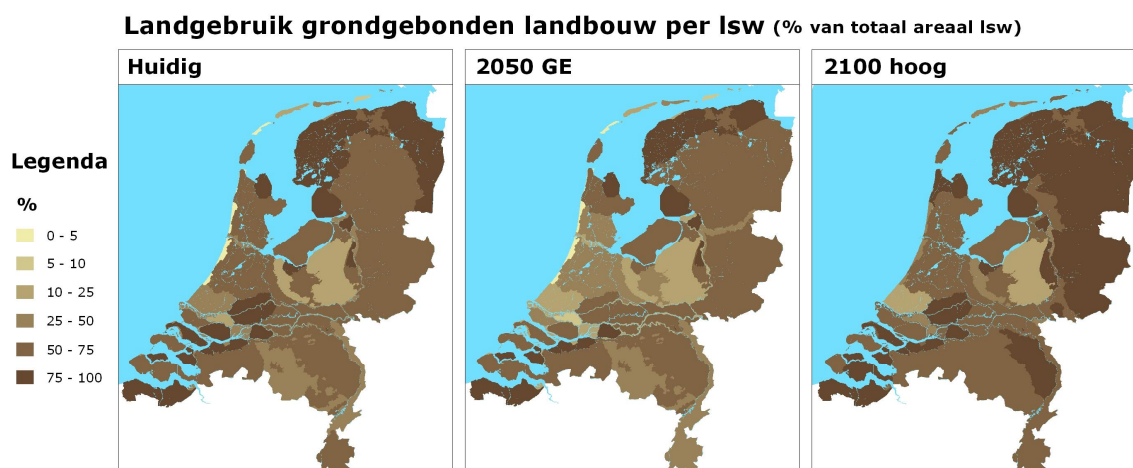 Landgebruik grondgebonden landbouw per lsw (% van totaal areaal lsw)
Huidig
2050 GE
2100 hoog
Legenda
%
0 - 5
5 - 10
10 - 25
25 - 50
50 - 75
75 - 100